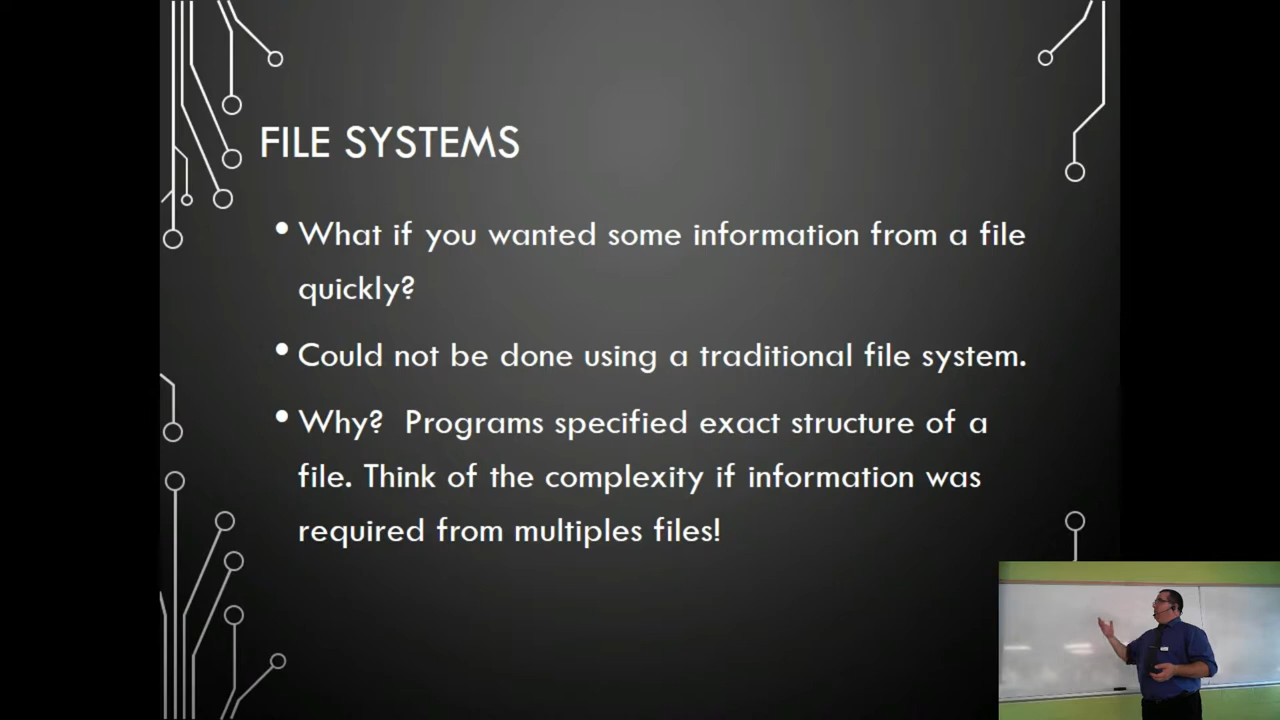 FILE SYSTEMS
• What if you wanted some information from a file
quickly?
• Could not be done using a traditional file system.
• Why?  Programs specified exact structure of a
file. Think of the complexity if information was
required from multiples files!